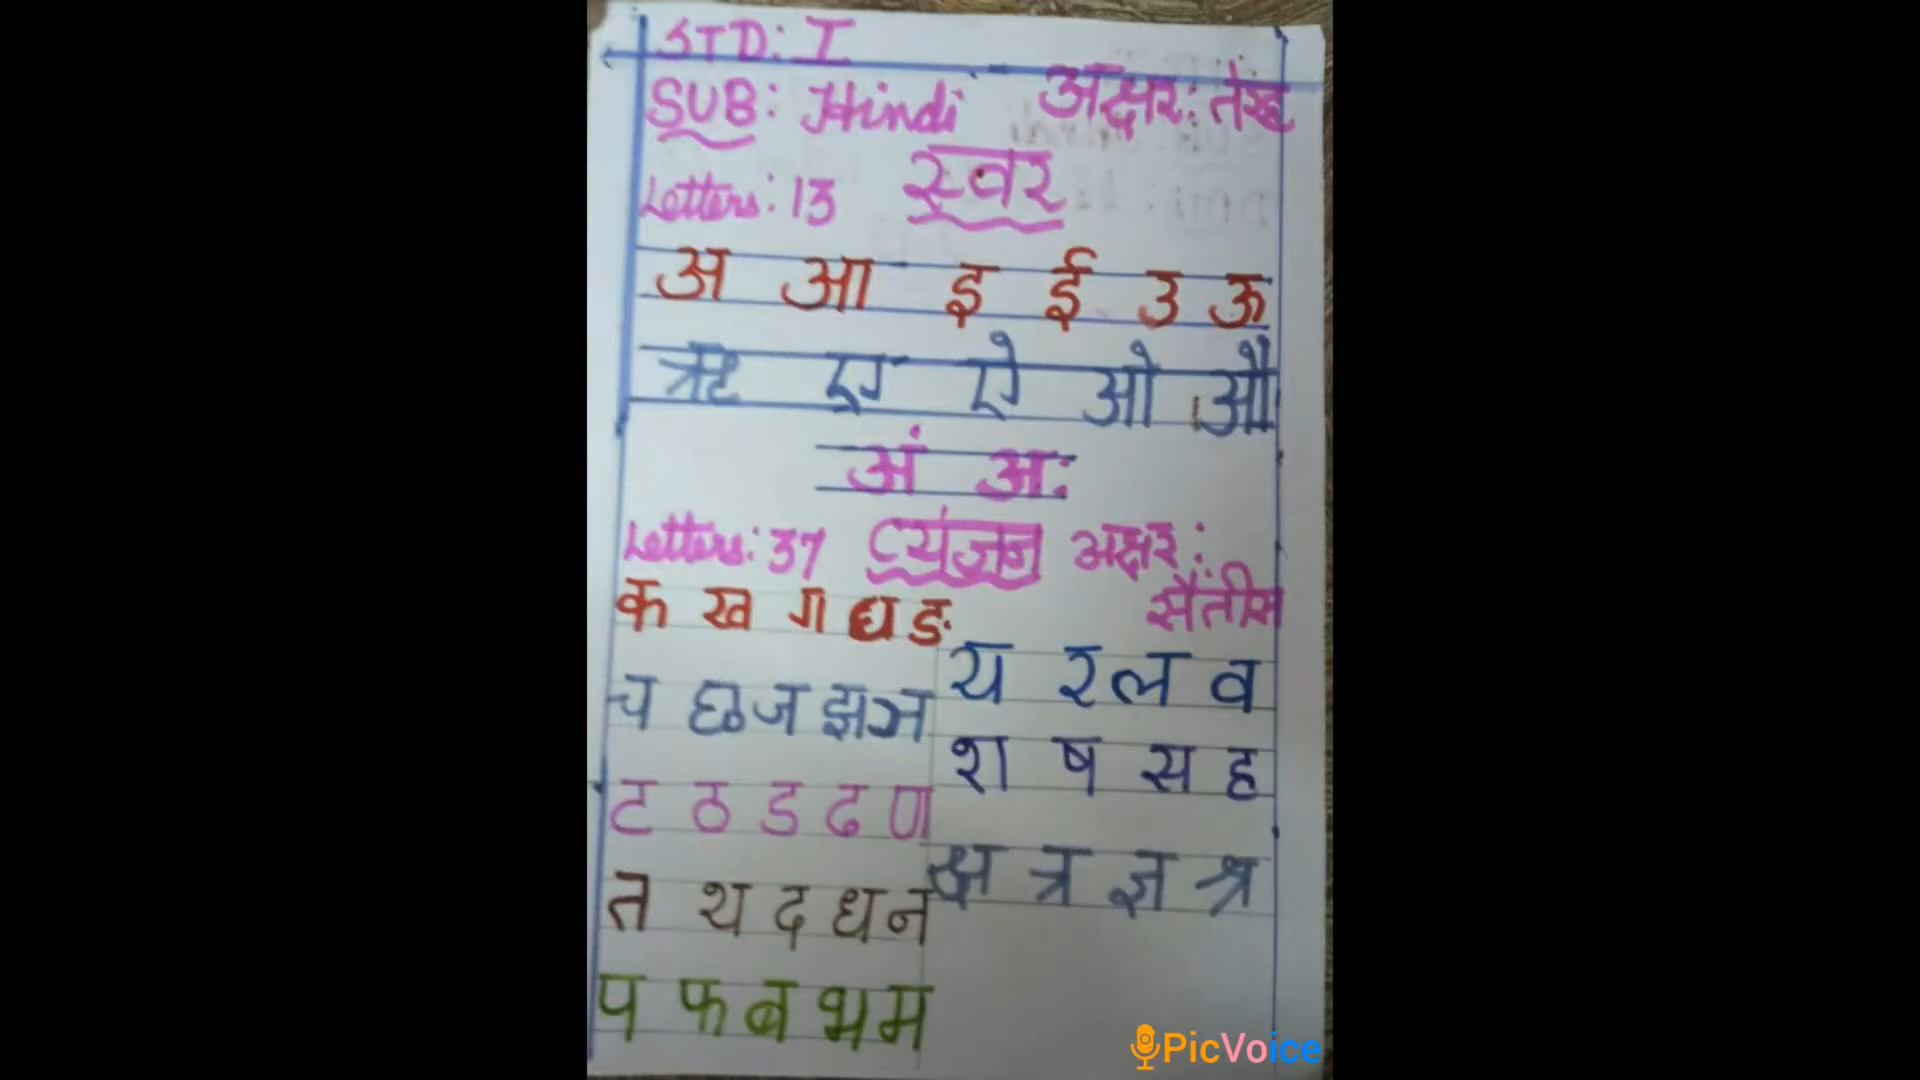 STD: I
SUB: Hindi अक्षर: तेरह
Letters: 13 स्वर
अ आ इ ई उ ऊ
ऋ ए ऐ ओ औ
अं अ:
Letters: 37 व्यंजन अक्षर:
सैंतीस
क ख ग घ ङ
च छ ज झ ञ
ट ठ ड ढ ण
त थ द ध न
प फ ब भ म
य र ल व
श ष स ह
क्ष त्र ज्ञ श्र
PicVoice